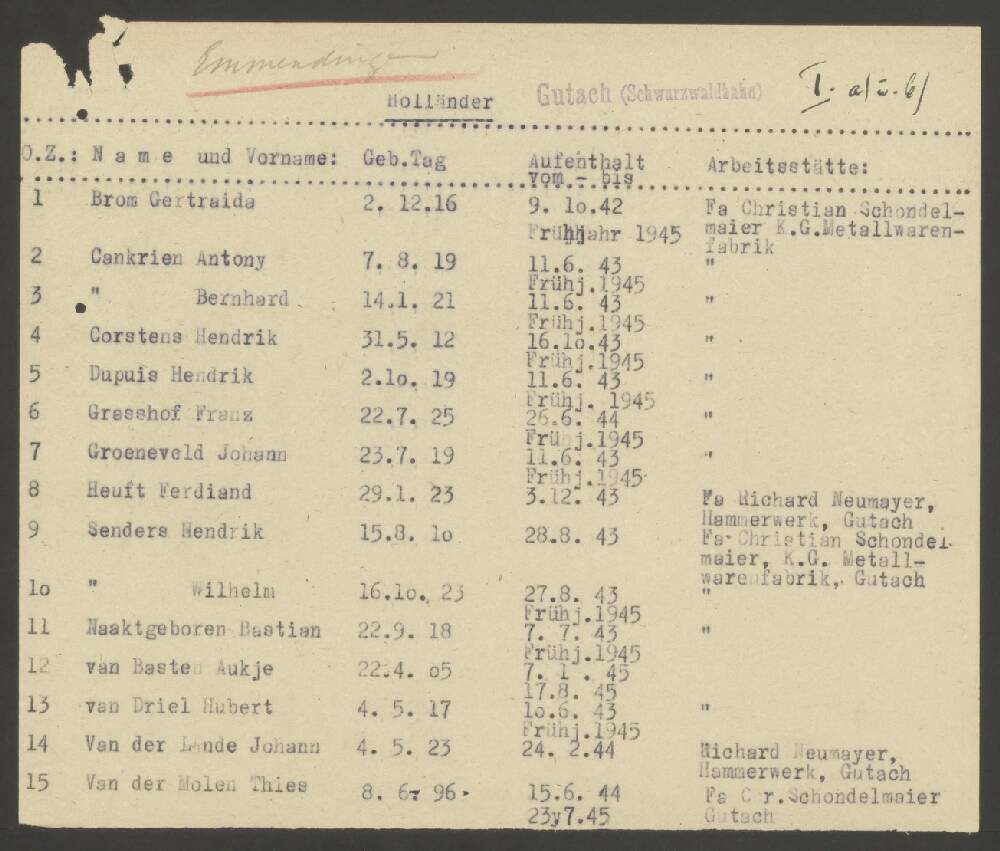 Emmendingen
Holländer Gutach (Schwarzwaldbahn) I. a/u.b/
O.Z.: Name und Vorname: Geb.Tag Aufenthalt Arbeitsstätte:
vom - bis
1 Brom Gertraida 2. 12.16 9. 1o.42 Fa Christian Schondel-
Frühjahr 1945 maier K.G.Metallwaren-
fabrik
2 Cankrien Antony 7. 8. 19 11.6. 43 "
Frühj.1945
3 " Bernhard 14.1. 21 11.6. 43 "
Frühj.1945
4 Corstens Hendrik 31.5. 12 16.1o.43 "
Frühj.1945
5 Dupuis Hendrik 2.1o. 19 11.6. 43 "
Frühj. 1945
6 Grasshof Franz 22.7. 25 26.6. 44 "
Frühj.1945
7 Groeneveld Johann 23.7. 19 11.6. 43 "
Frühj.1945
8 Heuft Ferdiand 29.1. 23 3.12. 43 Fa Richard Neumayer,
Hammerwerk, Gutach
9 Senders Hendrik 15.8. 1o 28.8. 43 Fa Christian Schondel-
maier, K.G. Metall-
warenfabrik, Gutach
1o " Wilhelm 16.1o. 23 27.8. 43 "
Frühj.1945
11 Naaktgeboren Bastian 22.9. 18 7. 7. 43 "
Frühj.1945
12 van Basten Aukje 22.4. o5 7. 1 . 45
17.8. 45
13 van Driel Hubert 4. 5. 17 1o.6. 43 "
Frühj.1945
14 Van der Lande Johann 4. 5. 23 24. 2.44 Richard Neumayer,
Hammerwerk, Gutach
15 Van der Molen Thies 8. 6. 96. 15.6. 44 Fa Chr.Schondelmaier
23y7.45 Gutach